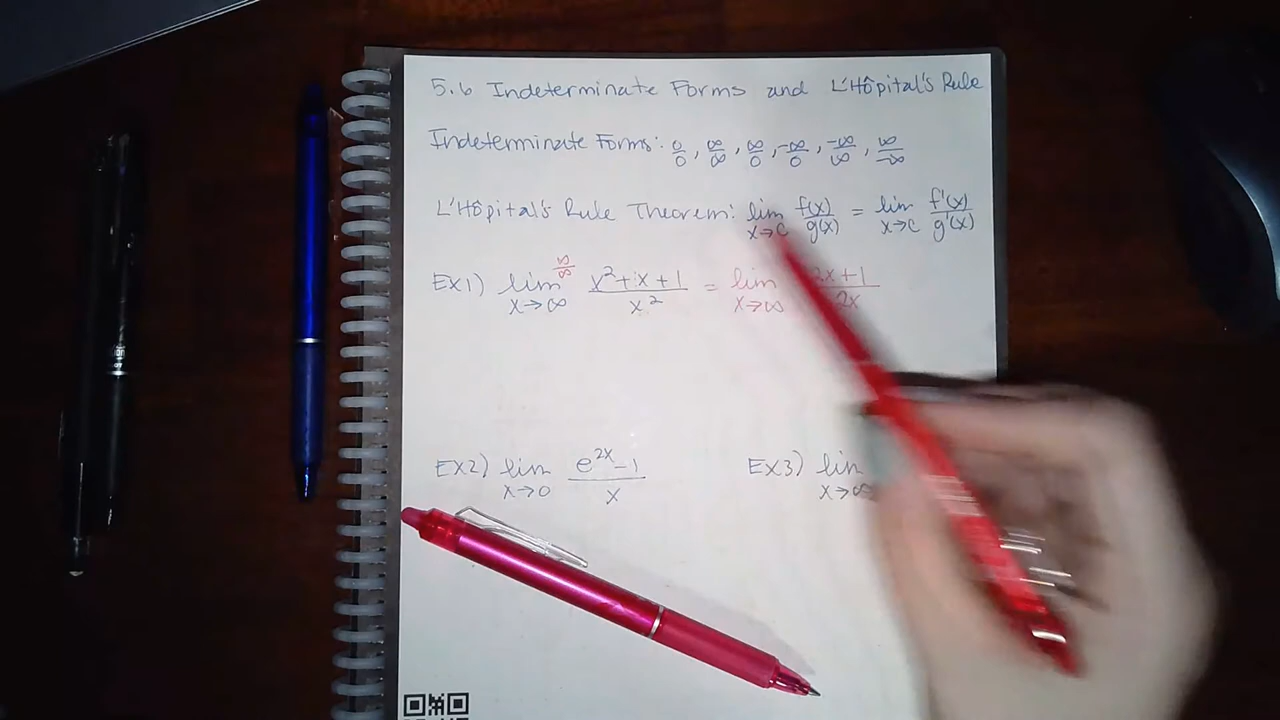 5.6 Indeterminate Forms and L'Hôpital's Rule
Indeterminate Forms: 0/0, ∞/∞, ∞/0, -∞/0, -∞/∞, ∞/-∞
L'Hôpital's Rule Theorem: lim x→c f(x)/g(x) = lim x→c f'(x)/g'(x)
Ex1) lim x→∞ ∞/∞ x²+x+1/x² = lim x→∞ 2x+1/2x
Ex2) lim x→0 e^2x-1/x Ex3) lim x→∞